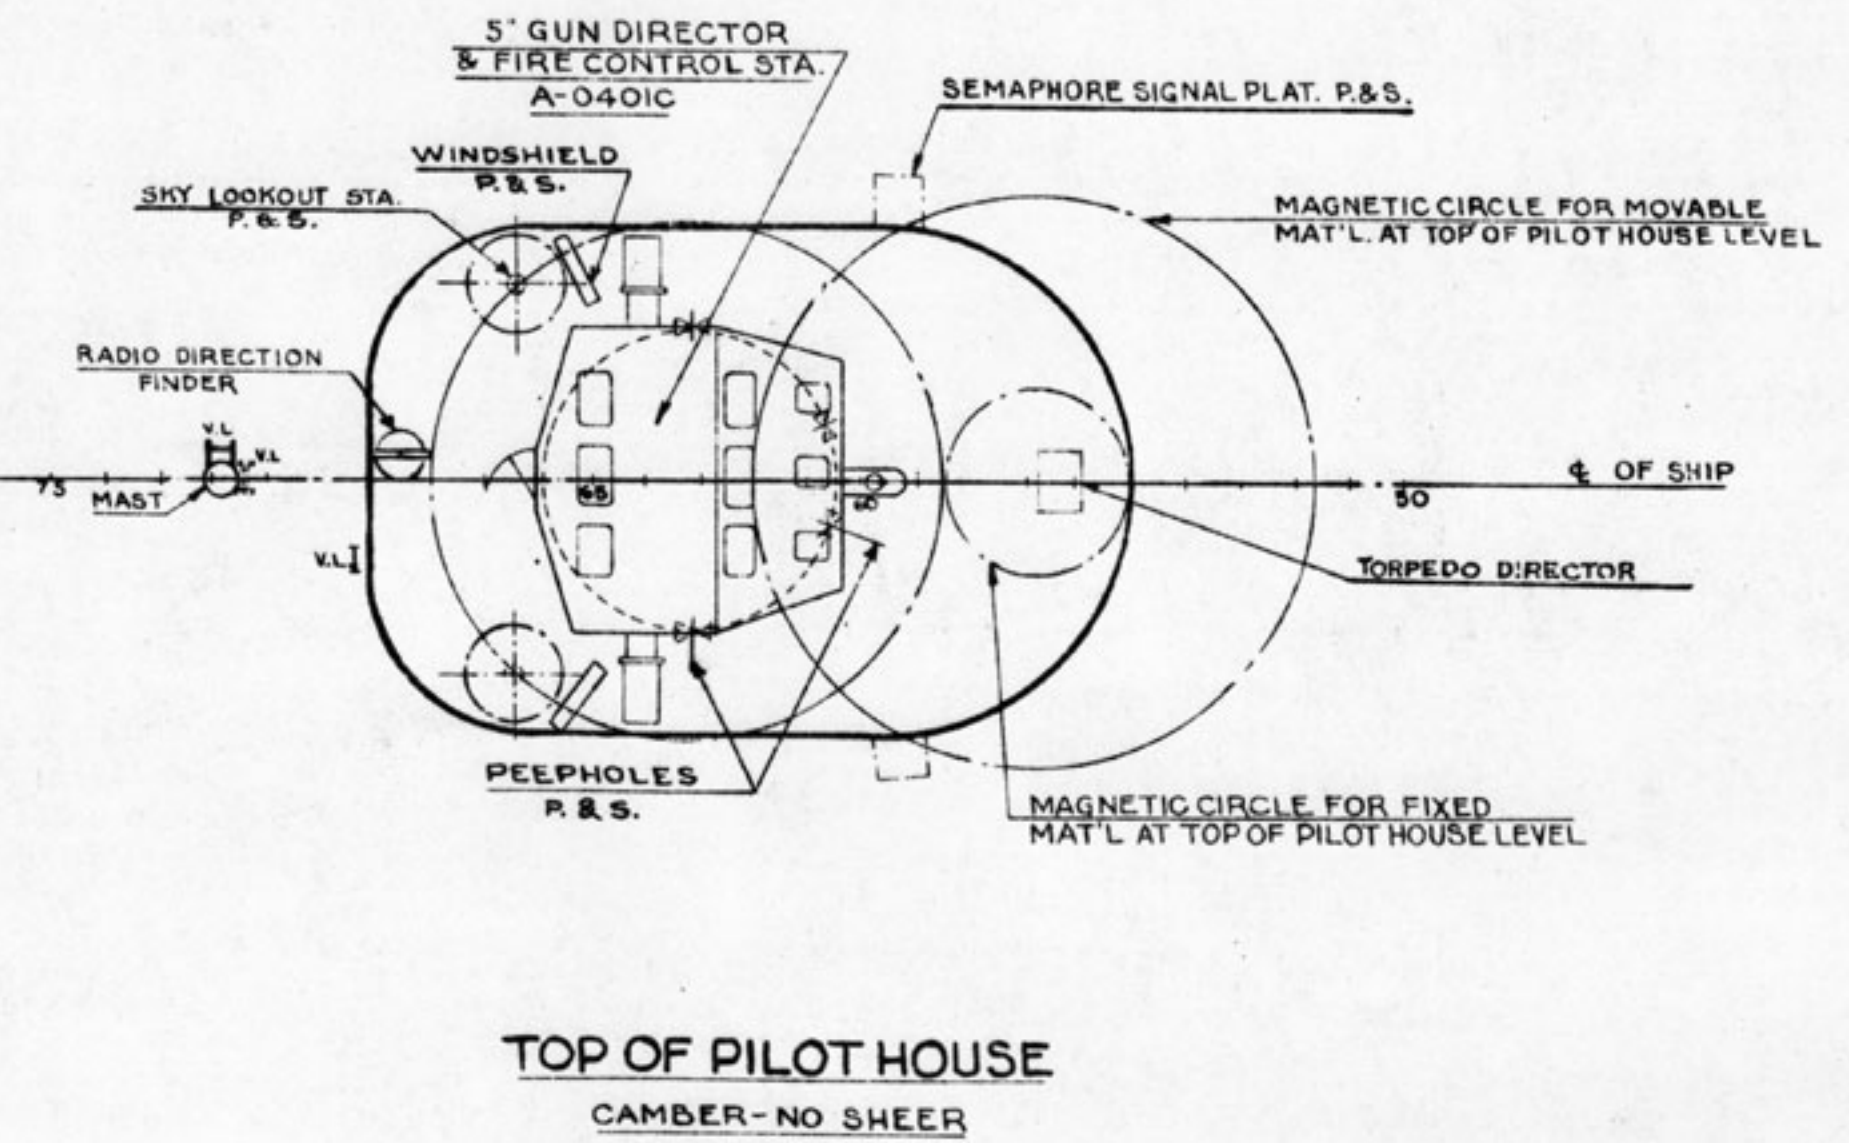 5" GUN DIRECTOR
& FIRE CONTROL STA.
A-0401C
SEMAPHORE SIGNAL PLAT. P.&S.
WINDSHIELD
P. & S.
SKY LOOKOUT STA.
P. & S.
MAGNETIC CIRCLE FOR MOVABLE
MAT'L. AT TOP OF PILOT HOUSE LEVEL
RADIO DIRECTION
FINDER
V.L
V.L
75
MAST
65
60
50
℄ OF SHIP
V.L
TORPEDO DIRECTOR
PEEPHOLES
P. & S.
MAGNETIC CIRCLE FOR FIXED
MAT'L AT TOP OF PILOT HOUSE LEVEL
TOP OF PILOT HOUSE
CAMBER-NO SHEER